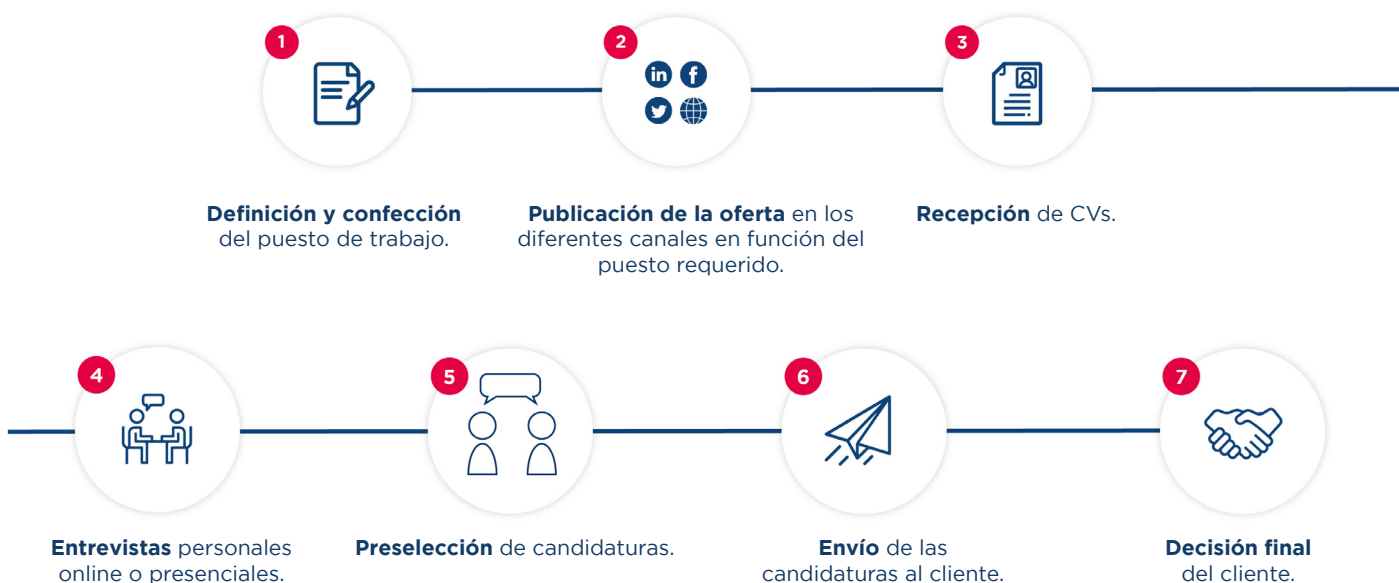 1
2
3
in f
Definición y confección
del puesto de trabajo.
Publicación de la oferta en los
diferentes canales en función del
puesto requerido.
Recepción de CVs.
4
5
6
7
Entrevistas personales
online o presenciales.
Preselección de candidaturas.
Envío de las
candidaturas al cliente.
Decisión final
del cliente.